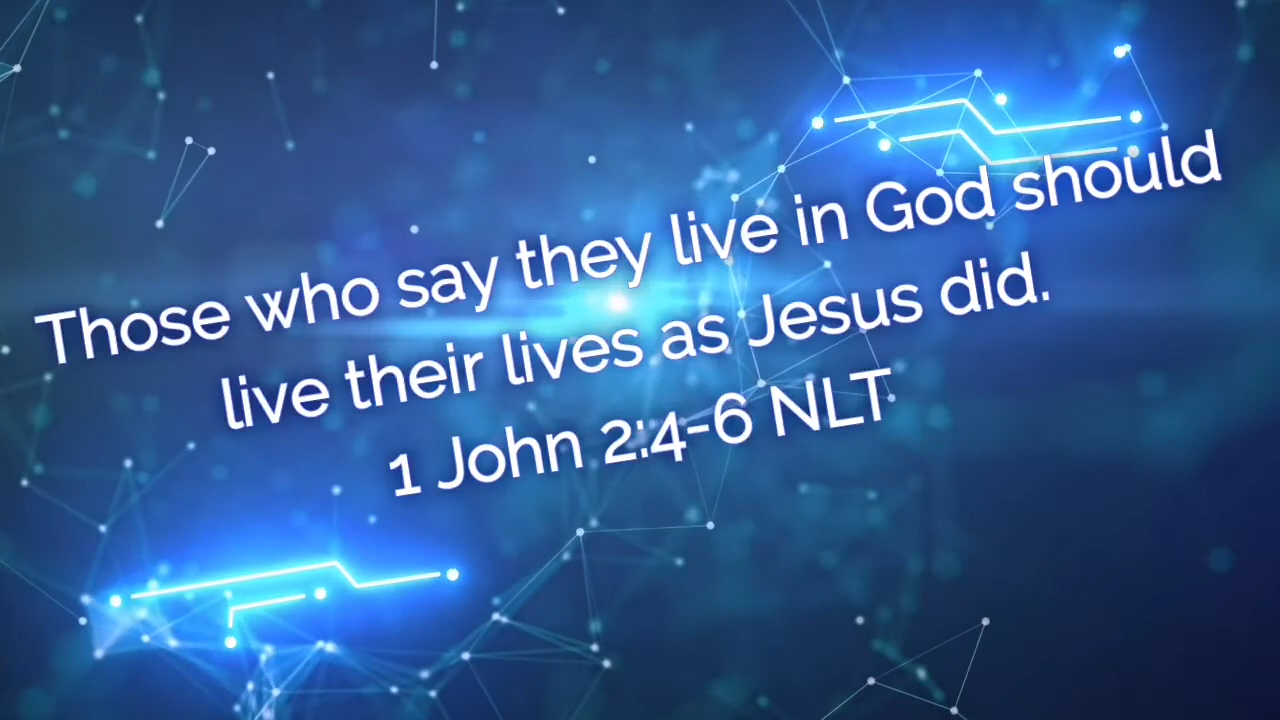 Those who say they live in God should
live their lives as Jesus did.
1 John 2:4-6 NLT